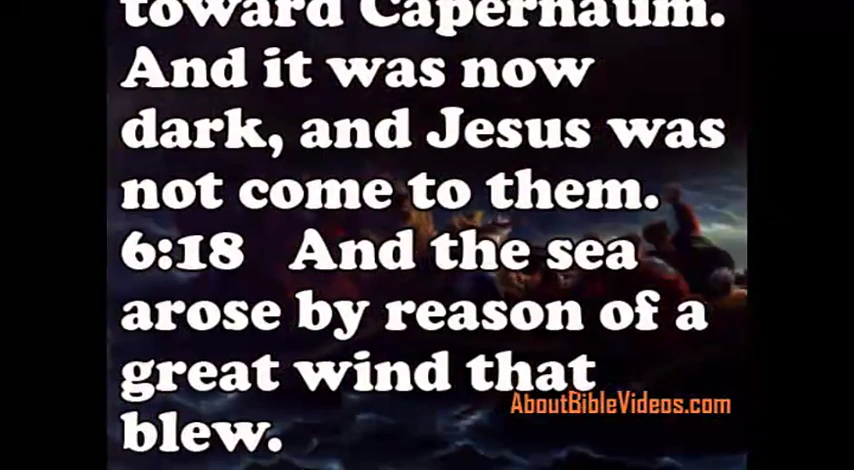 toward Capernaum.
And it was now
dark, and Jesus was
not come to them.
6:18 And the sea
arose by reason of a
great wind that
blew.
AboutBibleVideos.com